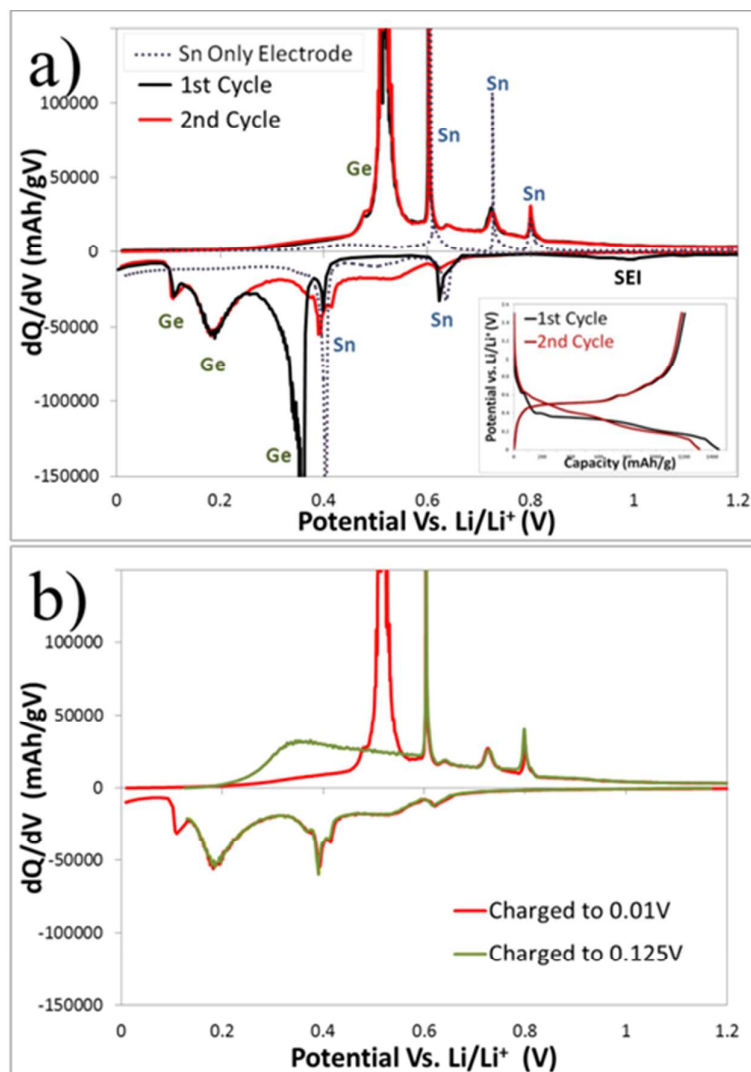 a)
Sn Only Electrode
1st Cycle
2nd Cycle
Ge
Sn
Sn
Sn
100000
50000
0
-50000
-100000
-150000
dQ/dV (mAh/gV)
Ge
Ge
Ge
Sn
Sn
SEI
1st Cycle
2nd Cycle
Potential vs. Li/Li⁺ (V)
Capacity (mAh/g)
0 0.2 0.4 0.6 0.8 1 1.2
Potential Vs. Li/Li⁺ (V)
b)
100000
50000
0
-50000
-100000
-150000
dQ/dV (mAh/gV)
Charged to 0.01V
Charged to 0.125V
0 0.2 0.4 0.6 0.8 1 1.2
Potential Vs. Li/Li⁺ (V)